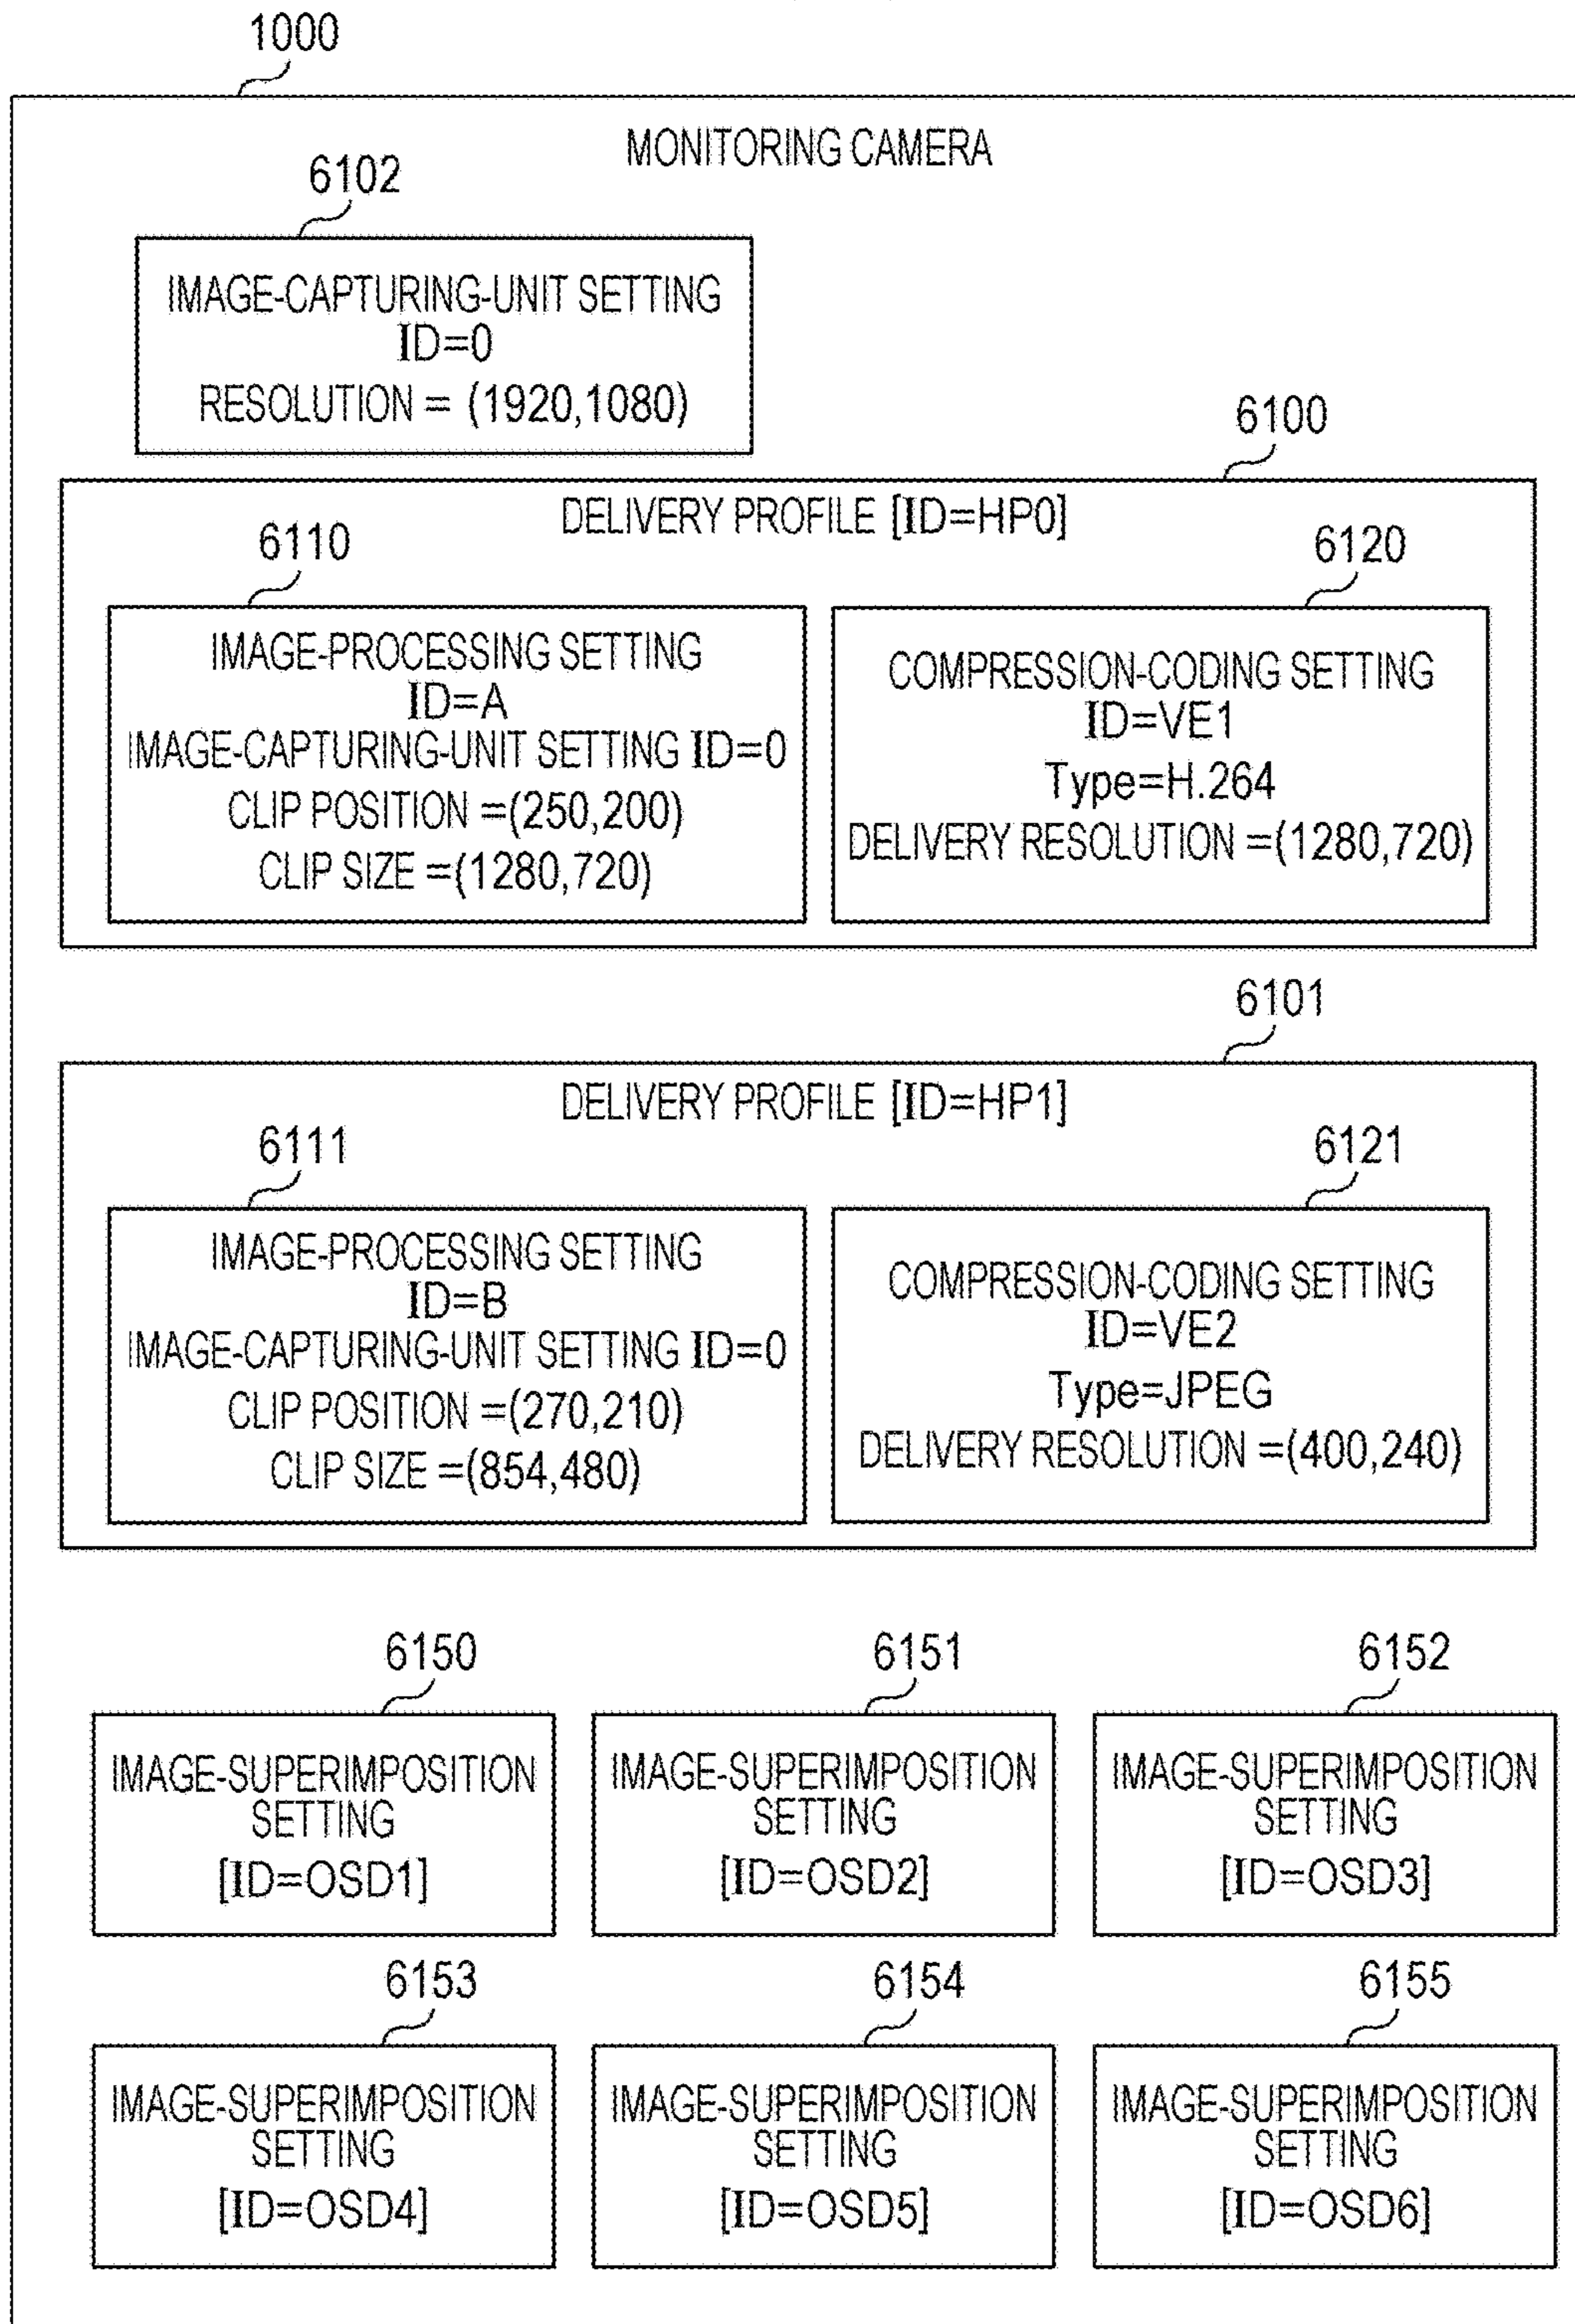 1000
MONITORING CAMERA
6102
IMAGE-CAPTURING-UNIT SETTING
ID=0
RESOLUTION = (1920,1080)
6100
DELIVERY PROFILE [ID=HP0]
6110
IMAGE-PROCESSING SETTING
ID=A
IMAGE-CAPTURING-UNIT SETTING ID=0
CLIP POSITION =(250,200)
CLIP SIZE =(1280,720)
6120
COMPRESSION-CODING SETTING
ID=VE1
Type=H.264
DELIVERY RESOLUTION =(1280,720)
6101
DELIVERY PROFILE [ID=HP1]
6111
IMAGE-PROCESSING SETTING
ID=B
IMAGE-CAPTURING-UNIT SETTING ID=0
CLIP POSITION =(270,210)
CLIP SIZE =(854,480)
6121
COMPRESSION-CODING SETTING
ID=VE2
Type=JPEG
DELIVERY RESOLUTION =(400,240)
6150
IMAGE-SUPERIMPOSITION
SETTING
[ID=OSD1]
6151
IMAGE-SUPERIMPOSITION
SETTING
[ID=OSD2]
6152
IMAGE-SUPERIMPOSITION
SETTING
[ID=OSD3]
6153
IMAGE-SUPERIMPOSITION
SETTING
[ID=OSD4]
6154
IMAGE-SUPERIMPOSITION
SETTING
[ID=OSD5]
6155
IMAGE-SUPERIMPOSITION
SETTING
[ID=OSD6]